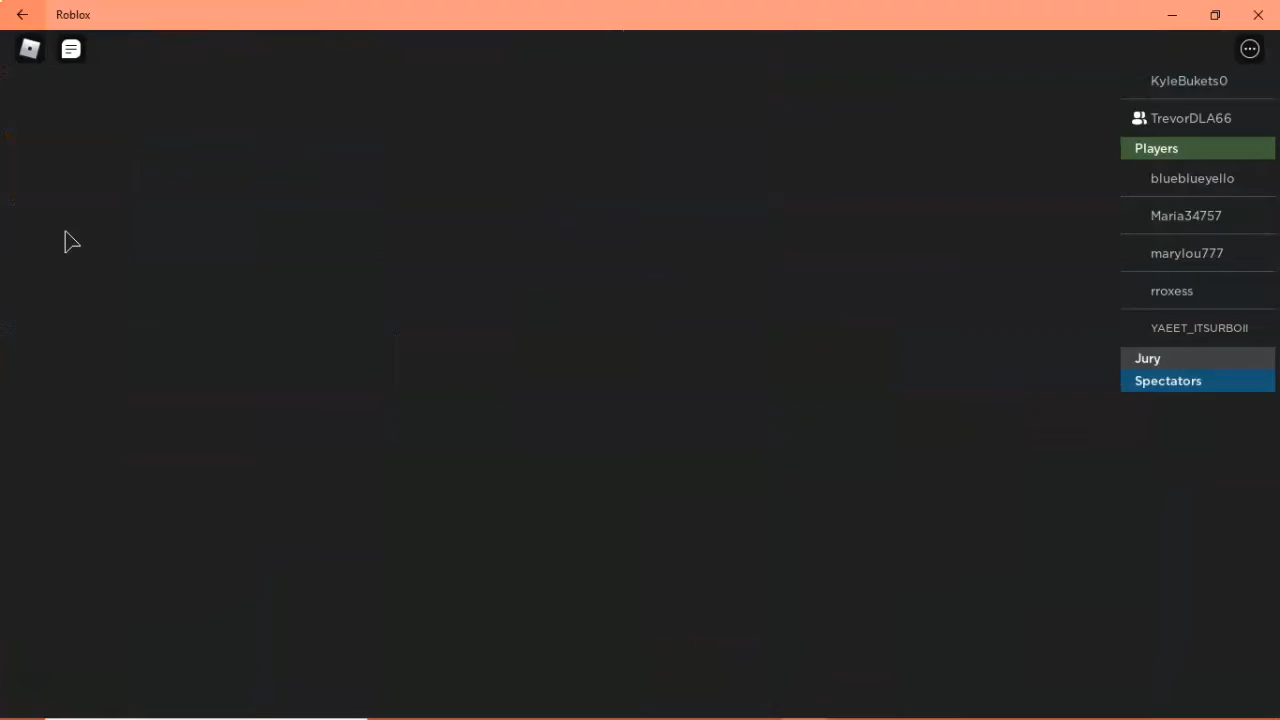 Roblox
KyleBukets0
TrevorDLA66
Players
blueblueyello
Maria34757
marylou777
rroxess
YAEET_ITSURBOII
Jury
Spectators